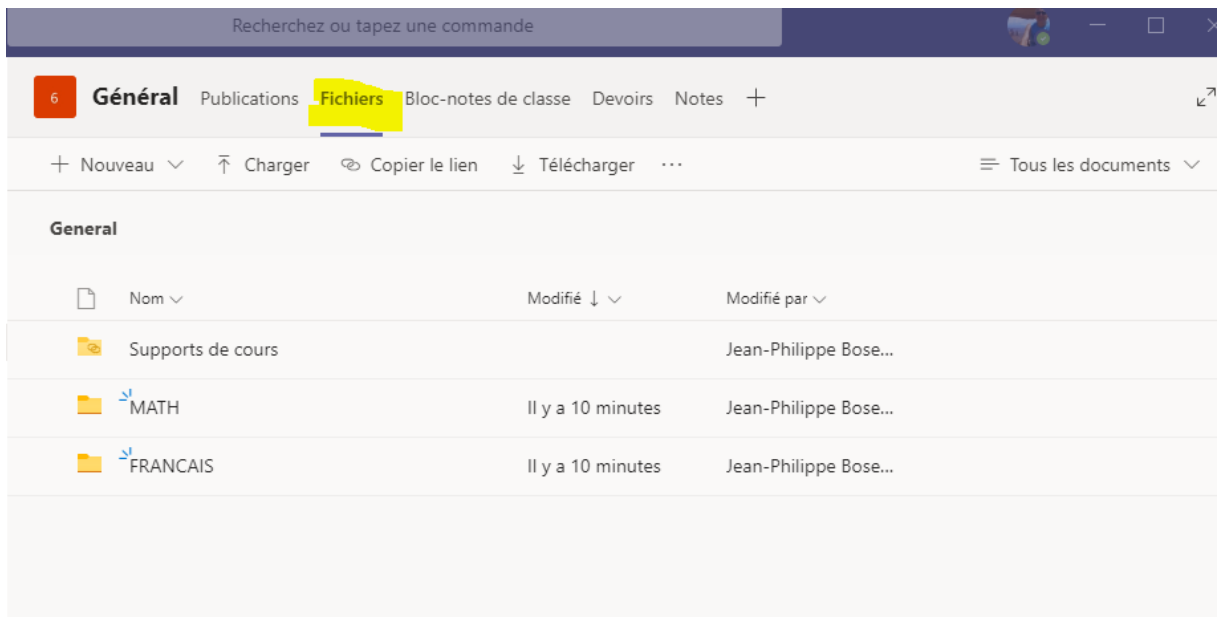 Recherchez ou tapez une commande
6 Général Publications Fichiers Bloc-notes de classe Devoirs Notes
Nouveau Charger Copier le lien Télécharger ... Tous les documents
General
Nom Modifié Modifié par
Supports de cours Jean-Philippe Bose...
MATH Il y a 10 minutes Jean-Philippe Bose...
FRANCAIS Il y a 10 minutes Jean-Philippe Bose...